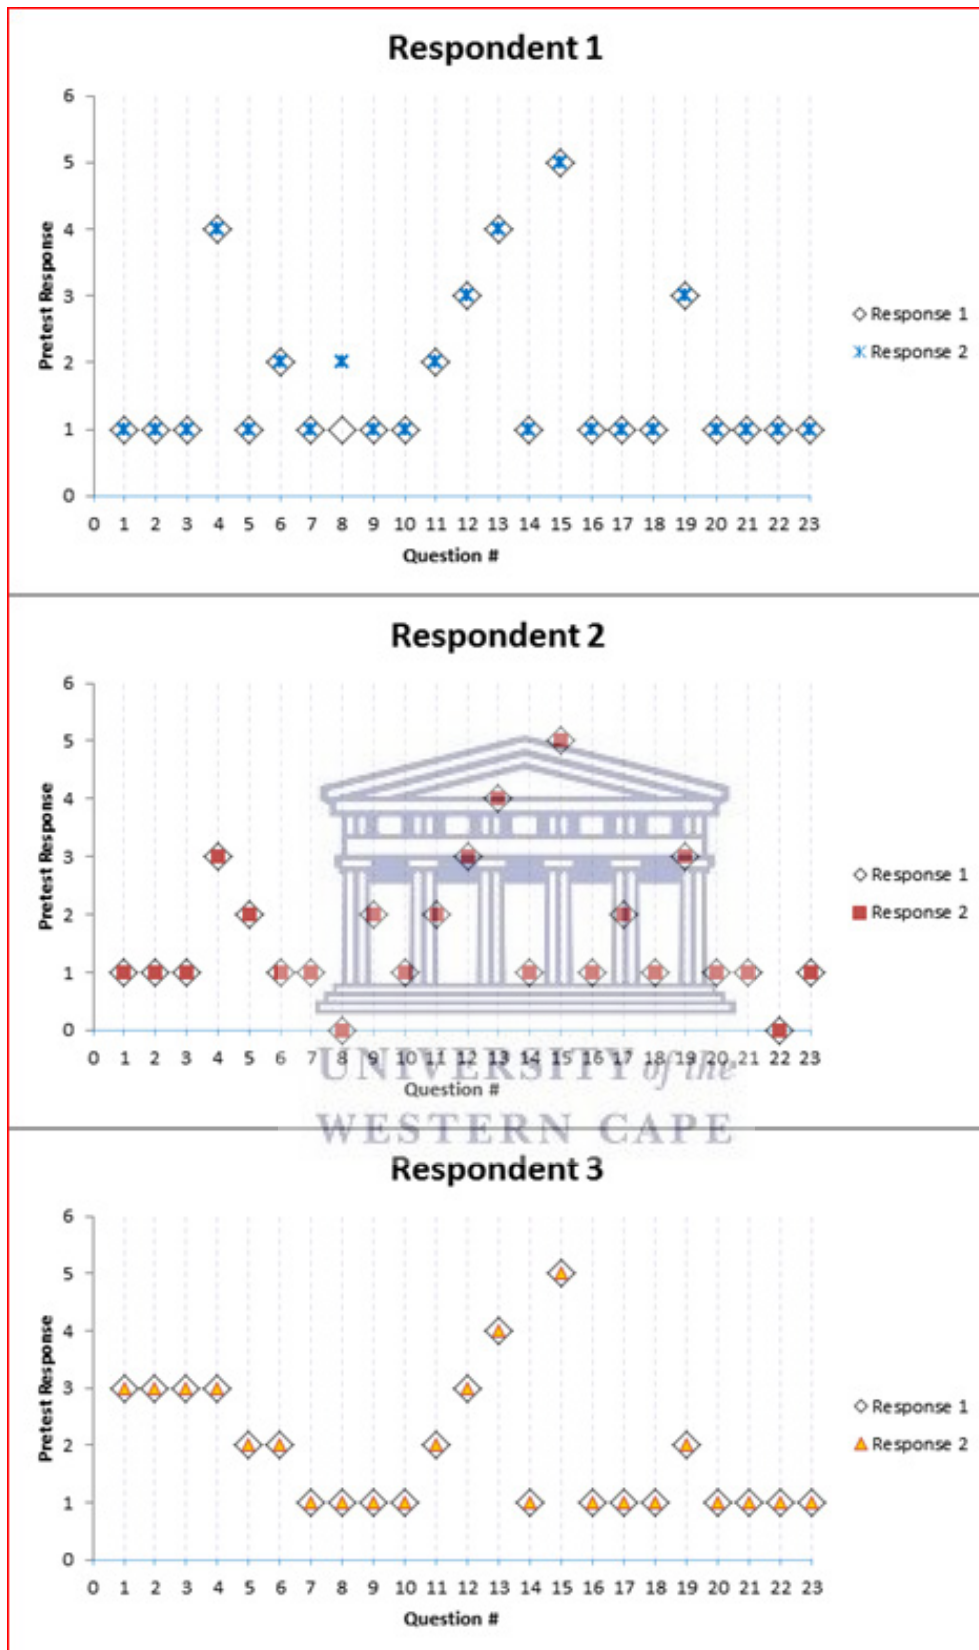 Respondent 1
6
5
4
3
2
1
0
Pretest Response
0 1 2 3 4 5 6 7 8 9 10 11 12 13 14 15 16 17 18 19 20 21 22 23
Question #
Response 1
Response 2
Respondent 2
6
5
4
3
2
1
0
Pretest Response
0 1 2 3 4 5 6 7 8 9 10 11 12 13 14 15 16 17 18 19 20 21 22 23
Question #
Response 1
Response 2
UNIVERSITY of the
WESTERN CAPE
Respondent 3
6
5
4
3
2
1
0
Pretest Response
0 1 2 3 4 5 6 7 8 9 10 11 12 13 14 15 16 17 18 19 20 21 22 23
Question #
Response 1
Response 2